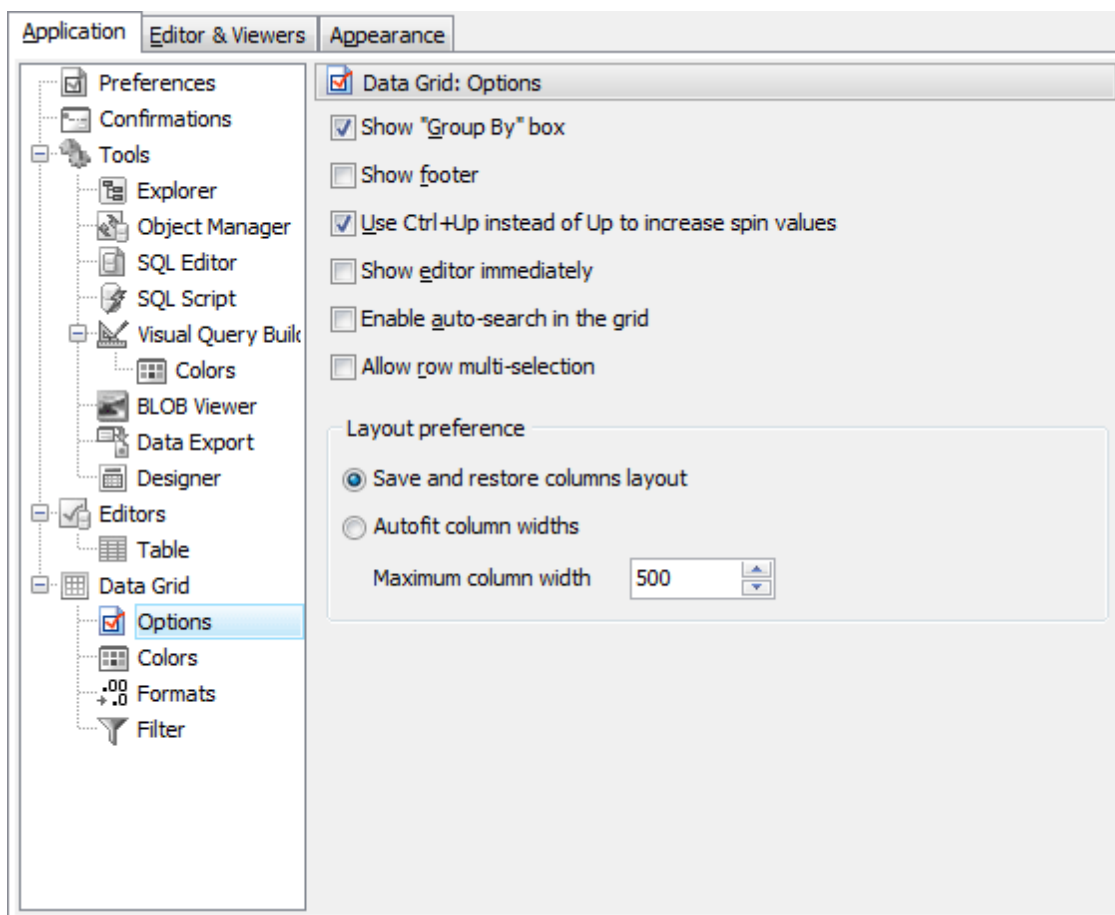 Application
Editor & Viewers
Appearance
Preferences
Confirmations
Tools
Explorer
Object Manager
SQL Editor
SQL Script
Visual Query Builc
Colors
BLOB Viewer
Data Export
Designer
Editors
Table
Data Grid
Options
Colors
.00
.0
Formats
Filter
Data Grid: Options
Show "Group By" box
Show footer
Use Ctrl+Up instead of Up to increase spin values
Show editor immediately
Enable auto-search in the grid
Allow row multi-selection
Layout preference
Save and restore columns layout
Autofit column widths
Maximum column width 500